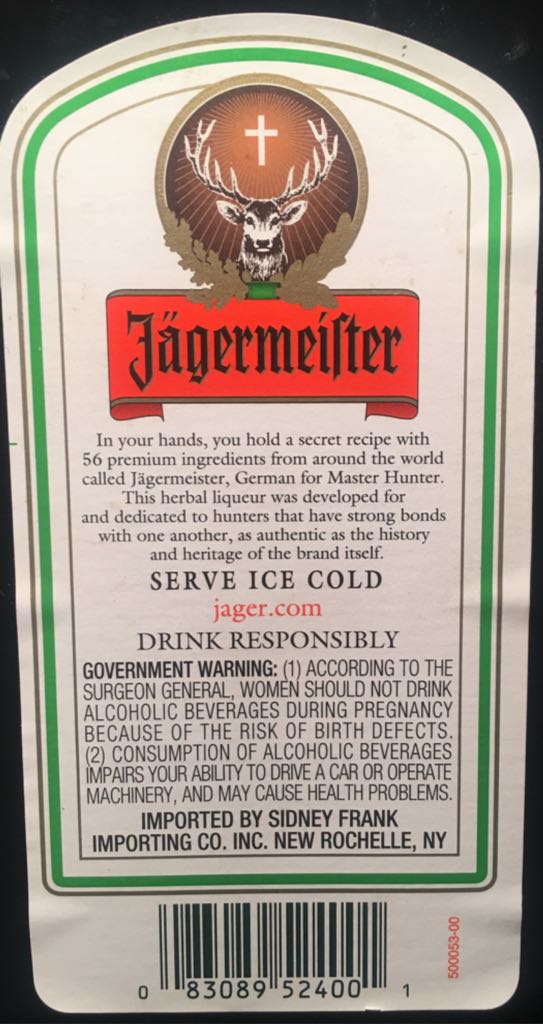 Jägermeiſter
In your hands, you hold a secret recipe with
56 premium ingredients from around the world
called Jägermeister, German for Master Hunter.
This herbal liqueur was developed for
and dedicated to hunters that have strong bonds
with one another, as authentic as the history
and heritage of the brand itself.
SERVE ICE COLD
jager.com
DRINK RESPONSIBLY
GOVERNMENT WARNING: (1) ACCORDING TO THE
SURGEON GENERAL, WOMEN SHOULD NOT DRINK
ALCOHOLIC BEVERAGES DURING PREGNANCY
BECAUSE OF THE RISK OF BIRTH DEFECTS.
(2) CONSUMPTION OF ALCOHOLIC BEVERAGES
IMPAIRS YOUR ABILITY TO DRIVE A CAR OR OPERATE
MACHINERY, AND MAY CAUSE HEALTH PROBLEMS.
IMPORTED BY SIDNEY FRANK
IMPORTING CO. INC. NEW ROCHELLE, NY
500053-00
0 83089 52400 1